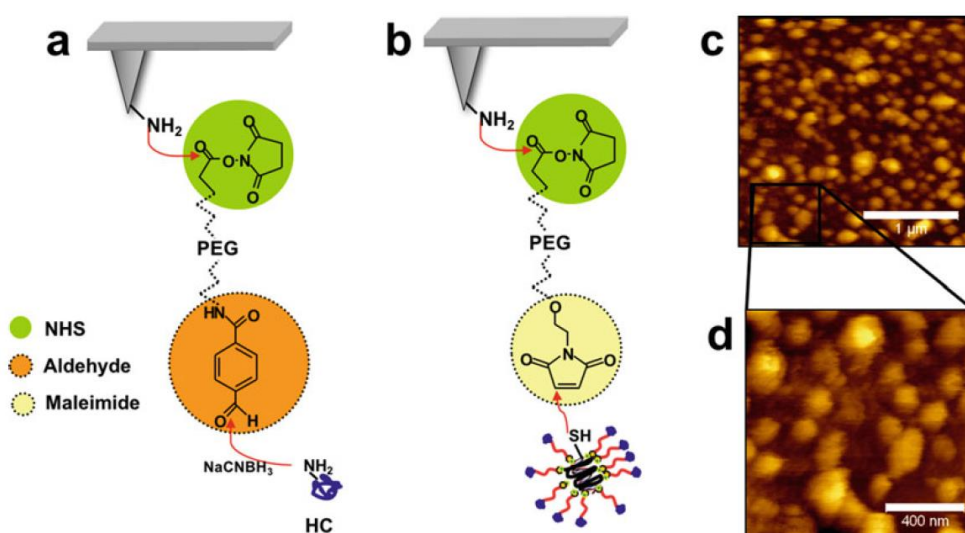 a
NH₂
O
O
N
O
O
PEG
HN
O
O
H
NaCNBH₃
NH₂
HC
NHS
Aldehyde
Maleimide
b
NH₂
O
O
N
O
O
PEG
O
O
N
O
SH
c
1 µm
d
400 nm